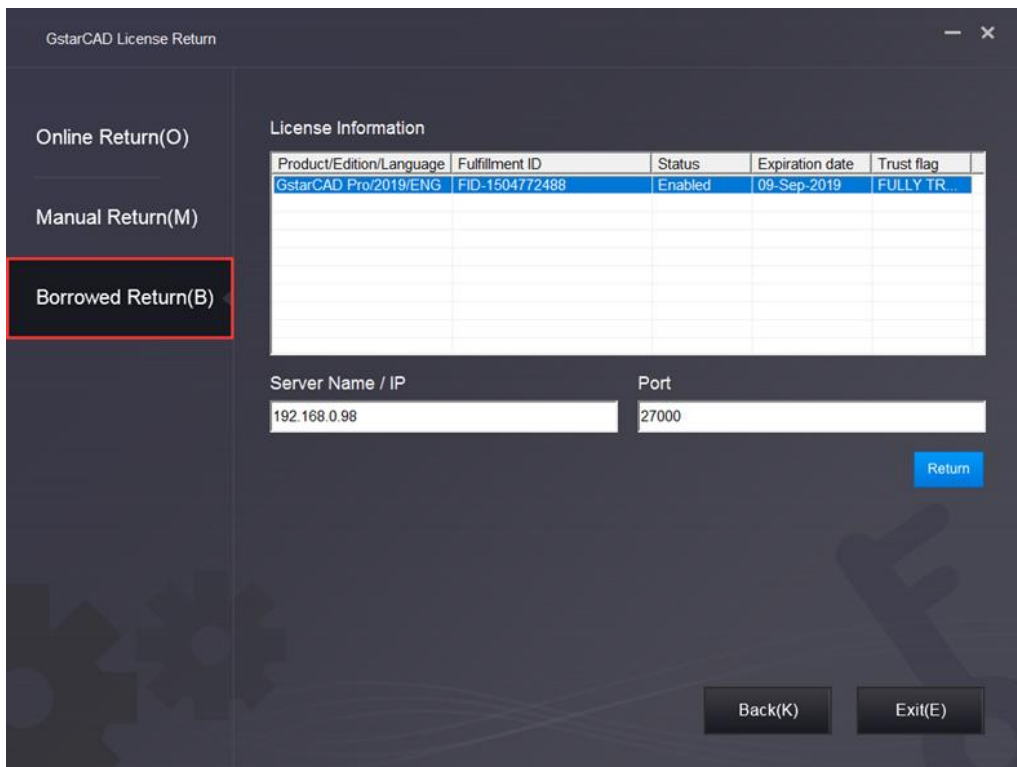 GstarCAD License Return
Online Return(O)
Manual Return(M)
Borrowed Return(B)
License Information
Product/Edition/Language Fulfillment ID Status Expiration date Trust flag
GstarCAD Pro/2019/ENG FID-1504772488 Enabled 09-Sep-2019 FULLY TR...
Server Name / IP Port
192.168.0.98 27000
Return
Back(K) Exit(E)